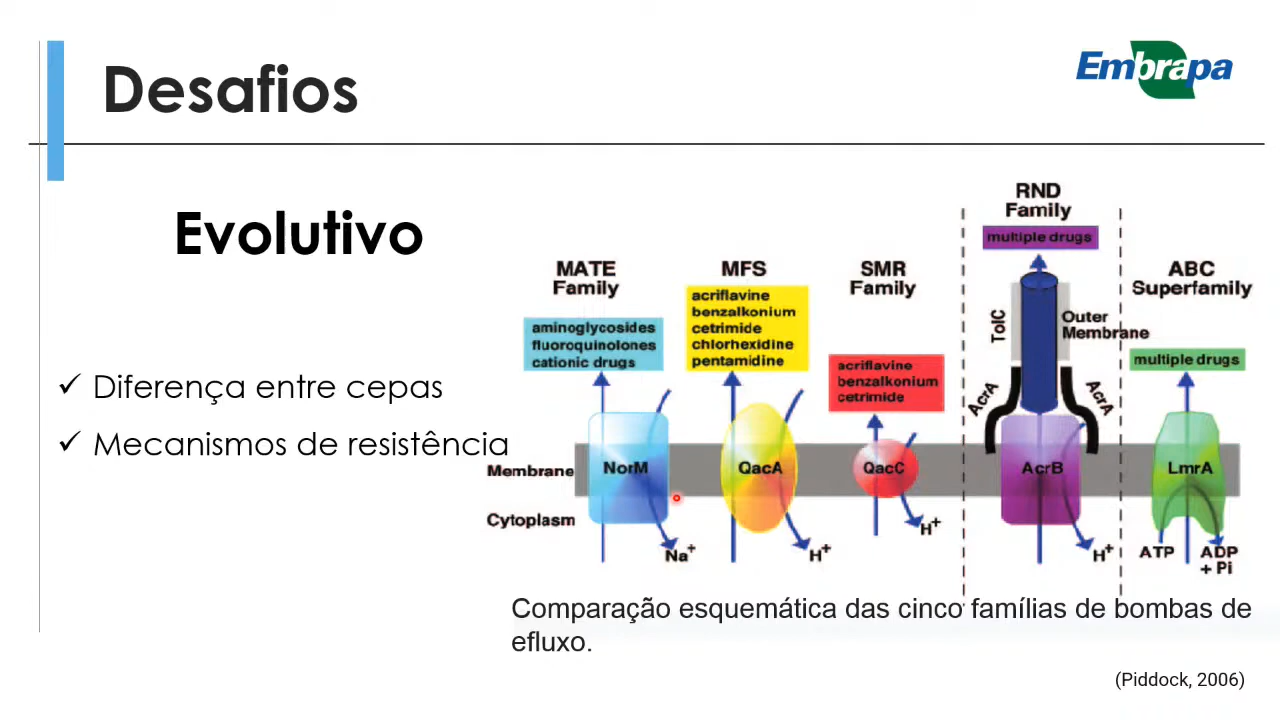 Desafios
Embrapa
Evolutivo
Diferença entre cepas
Mecanismos de resistência
MATE
Family
aminoglycosides
fluoroquinolones
cationic drugs
NorM
Na+
MFS
acriflavine
benzalkonium
cetrimide
chlorhexidine
pentamidine
QacA
H+
SMR
Family
acriflavine
benzalkonium
cetrimide
QacC
H+
RND
Family
multiple drugs
TolC
Outer
Membrane
AcrA
AcrA
AcrB
H+
ABC
Superfamily
multiple drugs
LmrA
ATP
ADP
+ Pi
Membrane
Cytoplasm
Comparação esquemática das cinco famílias de bombas de
efluxo.
(Piddock, 2006)